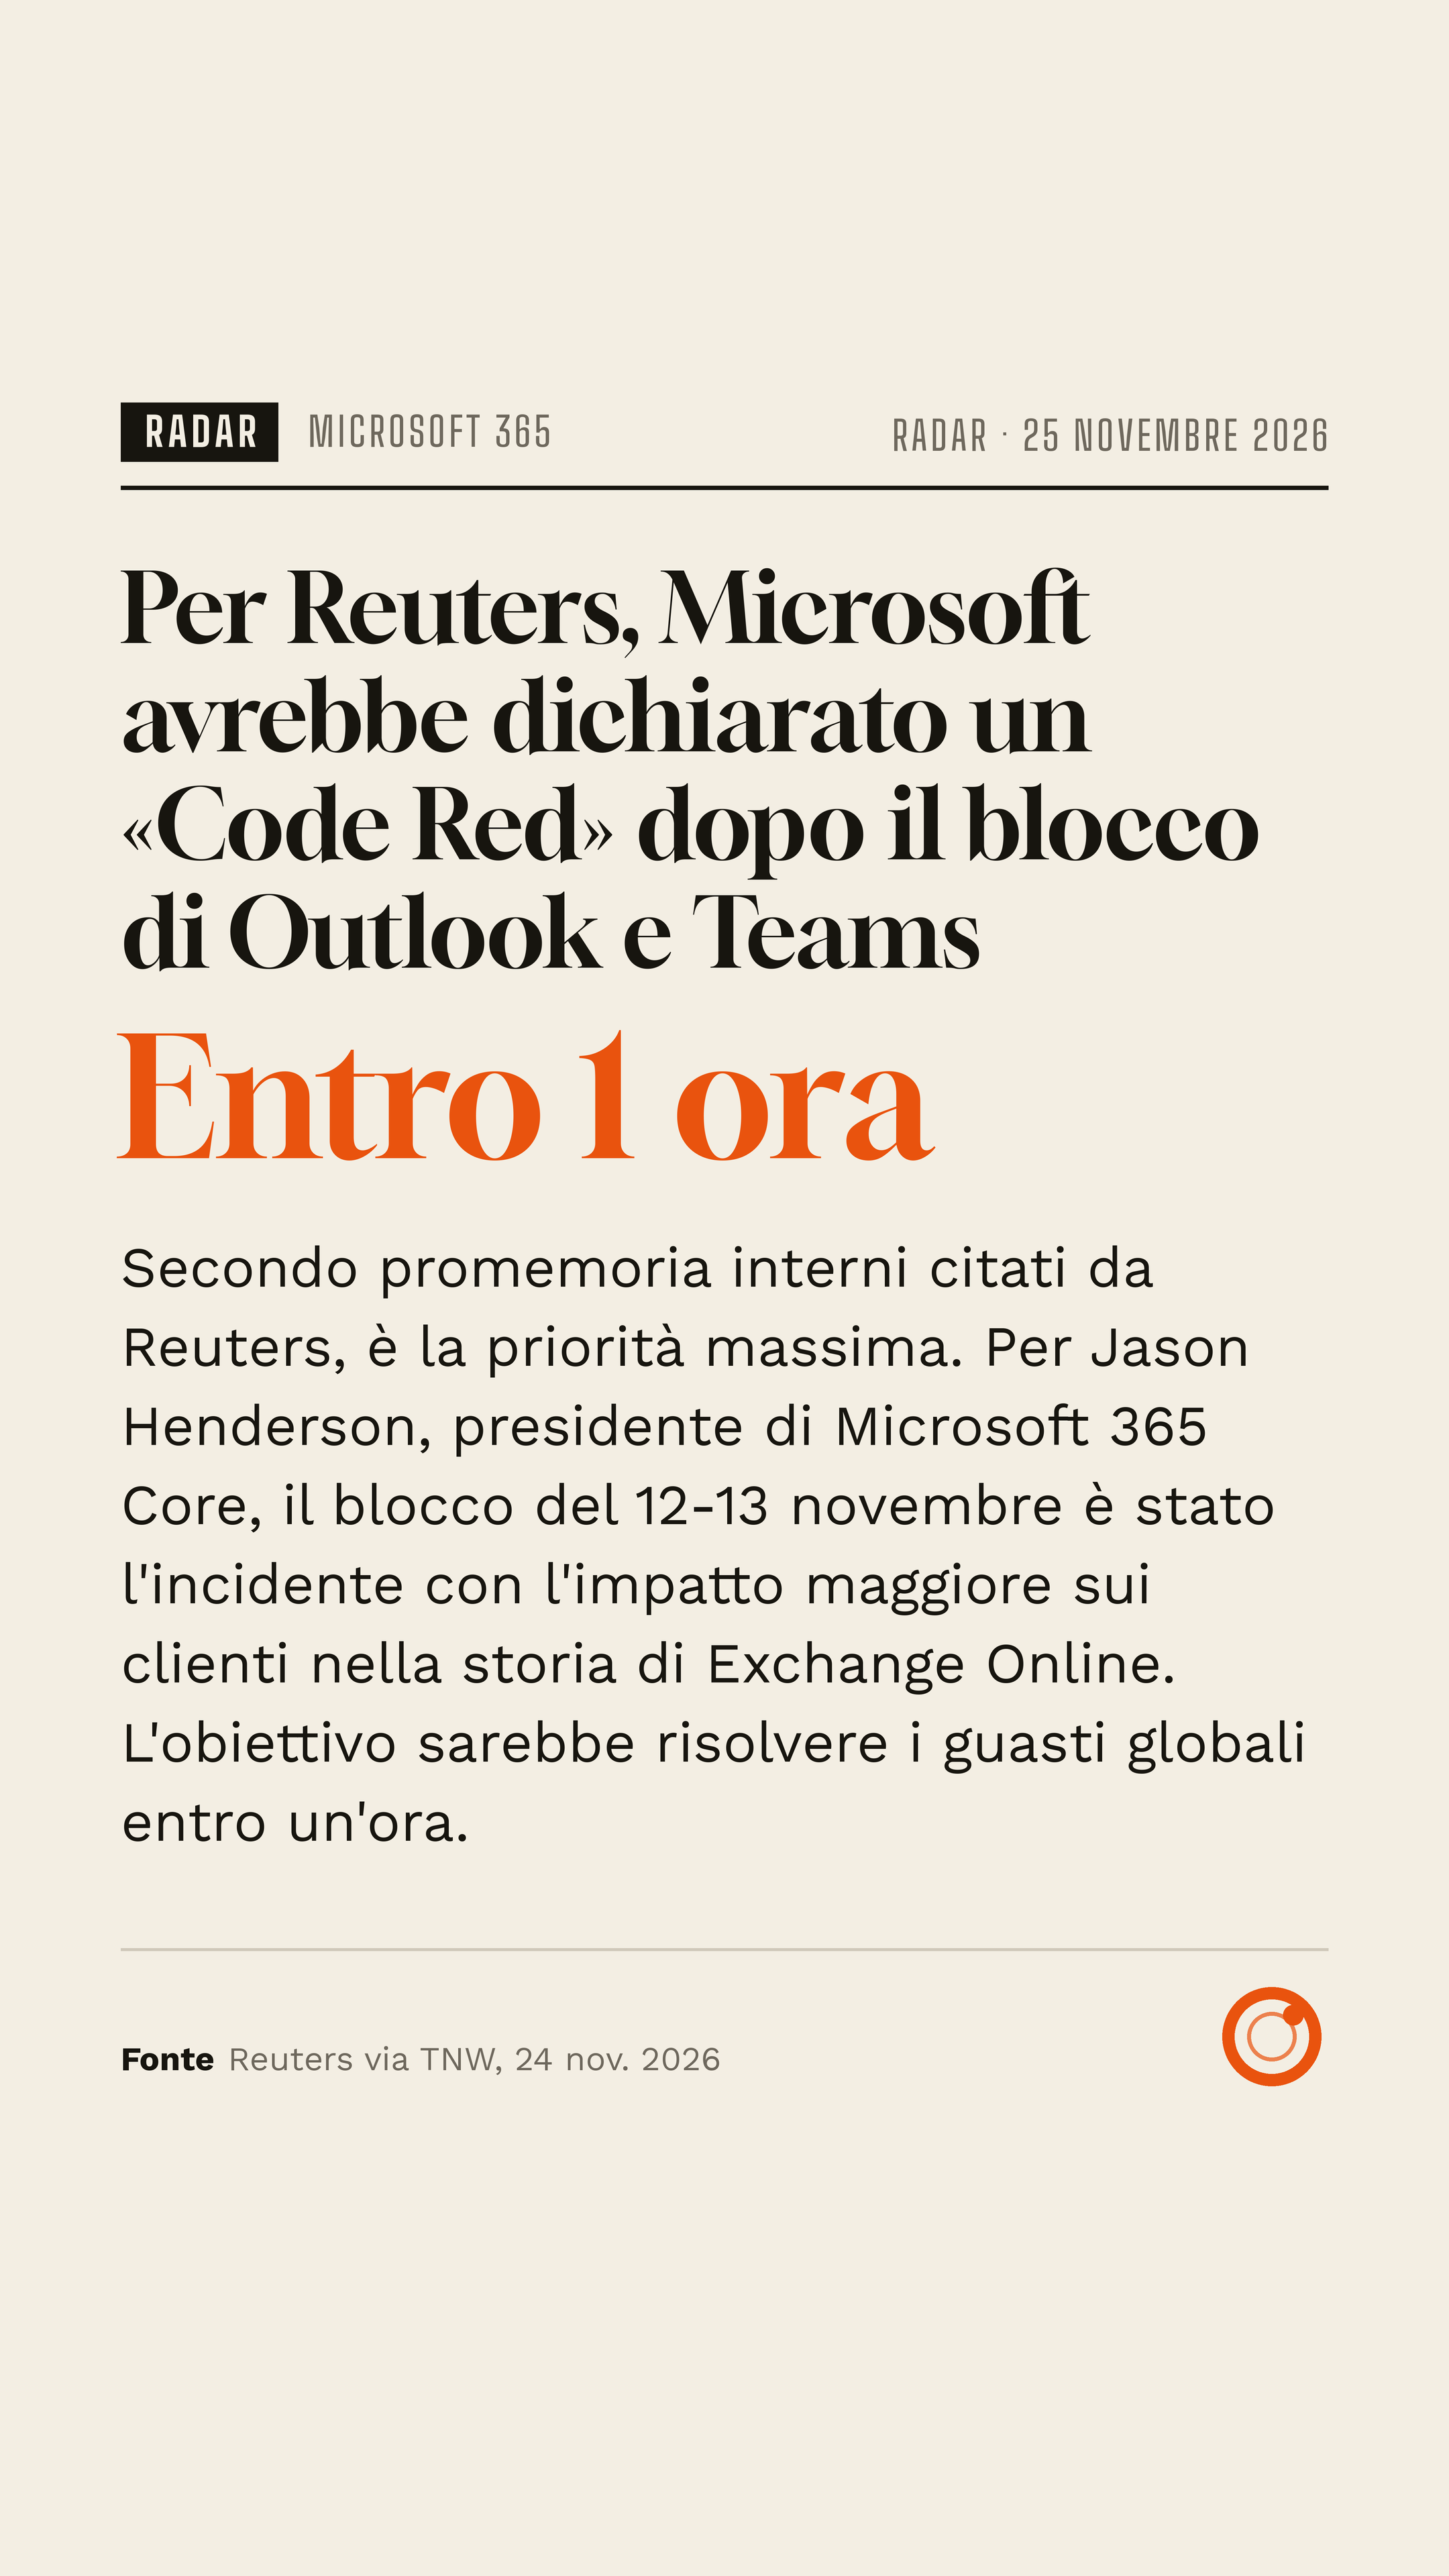 RADAR MICROSOFT 365 RADAR · 25 NOVEMBRE 2026
Per Reuters, Microsoft
avrebbe dichiarato un
«Code Red» dopo il blocco
di Outlook e Teams
Entro 1 ora
Secondo promemoria interni citati da
Reuters, è la priorità massima. Per Jason
Henderson, presidente di Microsoft 365
Core, il blocco del 12-13 novembre è stato
l'incidente con l'impatto maggiore sui
clienti nella storia di Exchange Online.
L'obiettivo sarebbe risolvere i guasti globali
entro un'ora.
Fonte Reuters via TNW, 24 nov. 2026